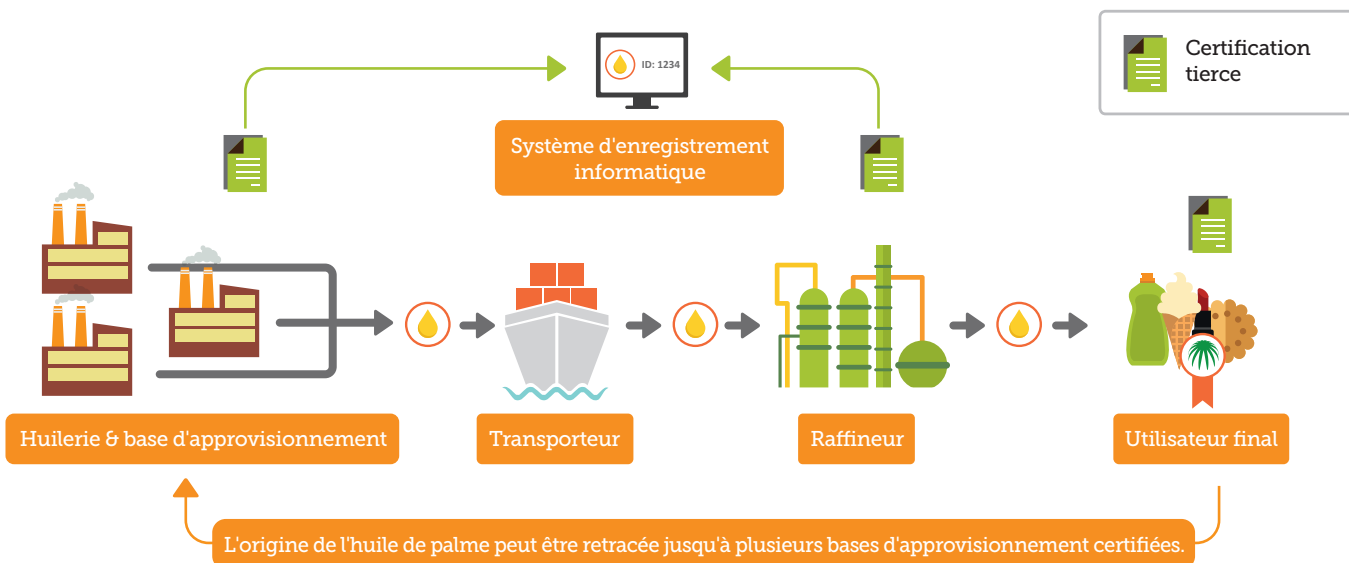 Certification
tierce
ID: 1234
Système d'enregistrement
informatique
Huilerie & base d'approvisionnement
Transporteur
Raffineur
Utilisateur final
L'origine de l'huile de palme peut être retracée jusqu'à plusieurs bases d'approvisionnement certifiées.